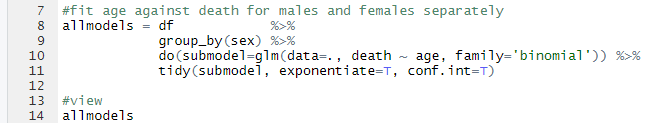 7 #fit age against death for males and females separately
8 allmodels = df %>%
9 group_by(sex) %>%
10 do(submodel=glm(data=., death ~ age, family='binomial')) %>%
11 tidy(submodel, exponentiate=T, conf.int=T)
12
13 #view
14 allmodels